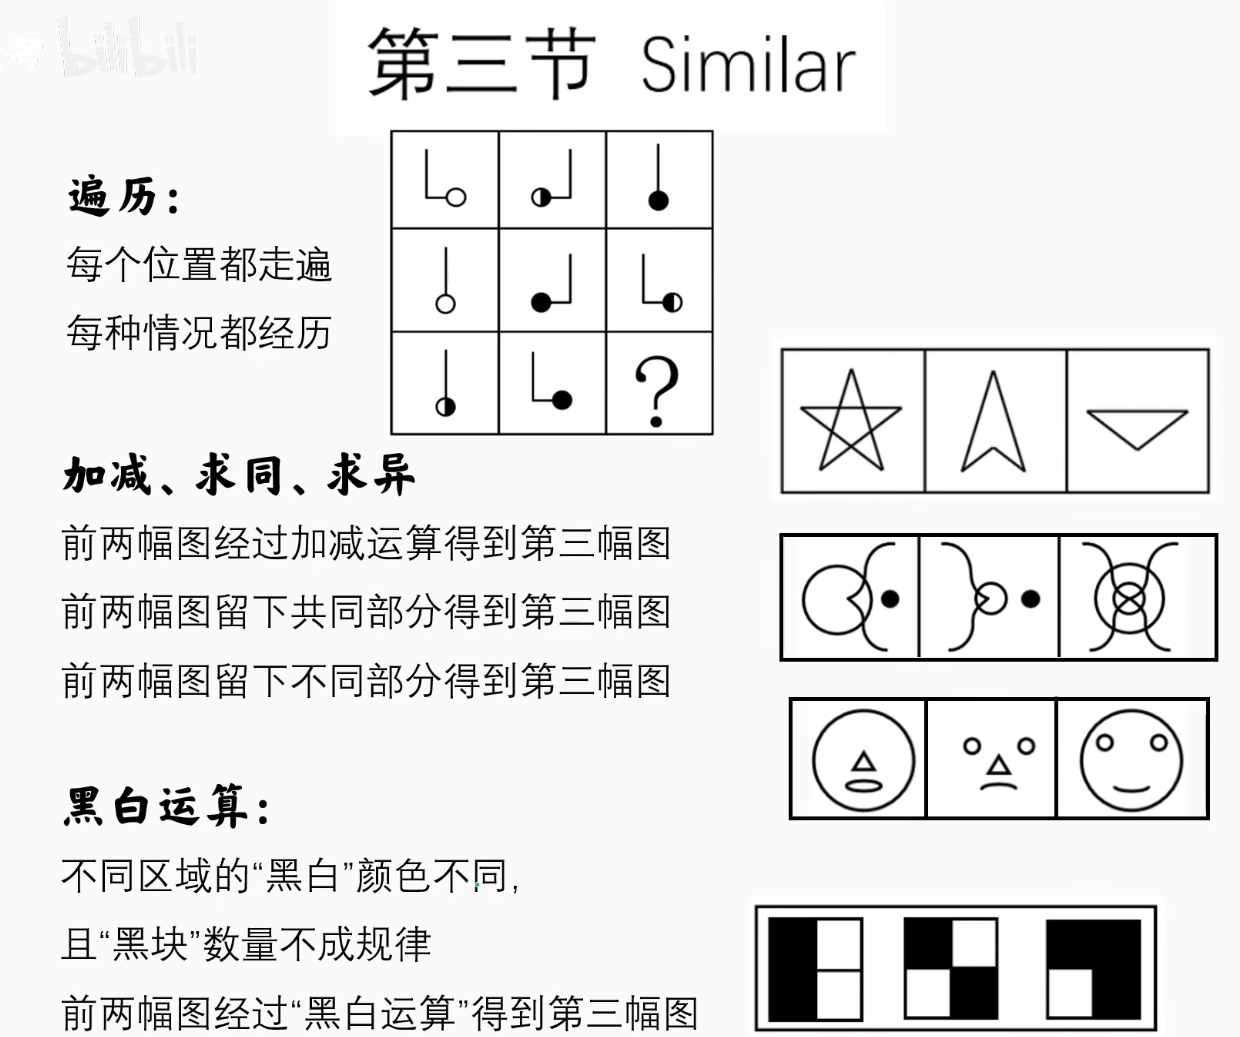 bilibili
第三节 Similar
遍历：
每个位置都走遍
每种情况都经历
?
加减、求同、求异
前两幅图经过加减运算得到第三幅图
前两幅图留下共同部分得到第三幅图
前两幅图留下不同部分得到第三幅图
黑白运算：
不同区域的“黑白”颜色不同，
且“黑块”数量不成规律
前两幅图经过“黑白运算”得到第三幅图